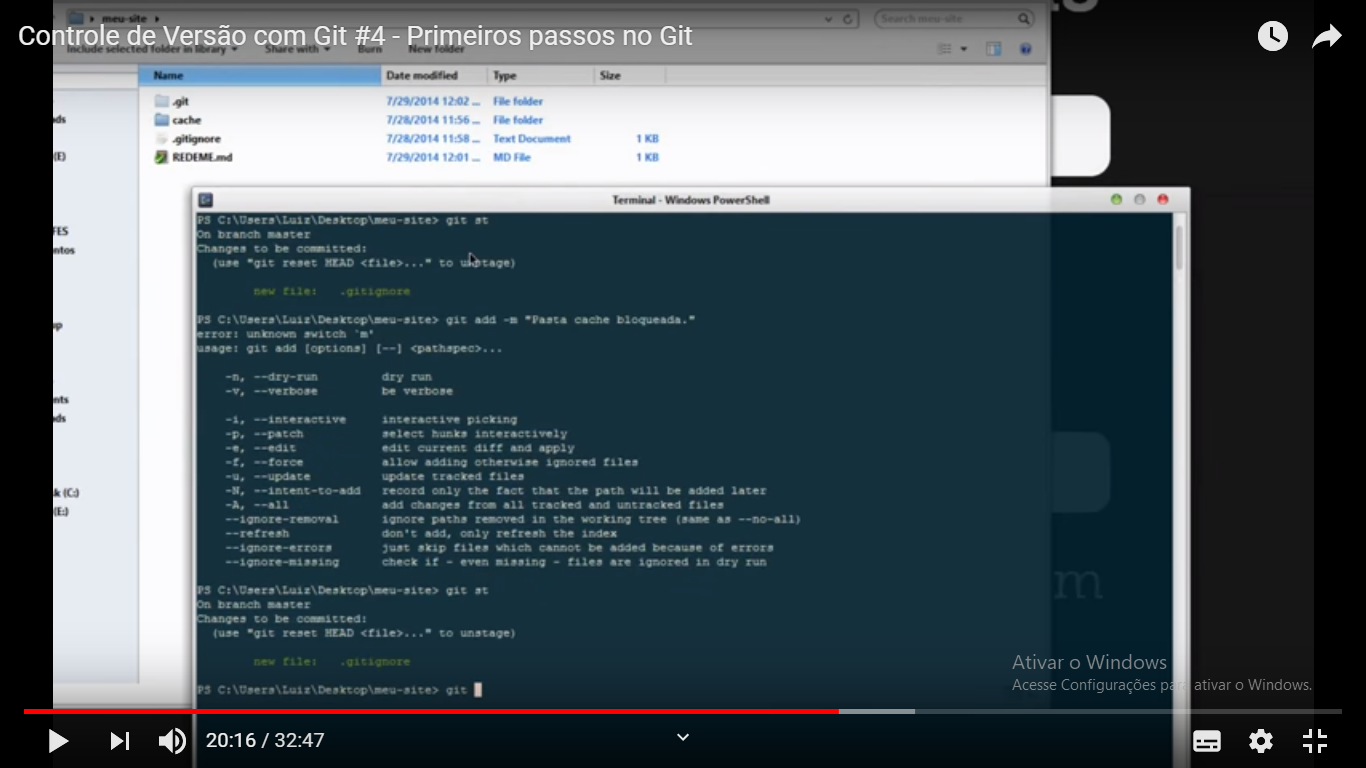 meu-site
Search meu-site
Controle de Versão com Git #4 - Primeiros passos no Git
Include selected folder in library
Share with
Burn
New folder
Name Date modified Type Size
.git 7/29/2014 12:02 ... File folder
cache 7/28/2014 11:56 ... File folder
.gitignore 7/28/2014 11:58 ... Text Document 1 KB
REDEME.md 7/29/2014 12:01 ... MD File 1 KB
ds
(E)
FES
ntos
up
nts
ds
k (C:)
(E:)
Terminal - Windows PowerShell
PS C:\Users\Luiz\Desktop\meu-site> git st
On branch master
Changes to be committed:
(use "git reset HEAD <file>..." to unstage)
new file: .gitignore
PS C:\Users\Luiz\Desktop\meu-site> git add -m "Pasta cache bloqueada."
error: unknown switch `m'
usage: git add [options] [--] <pathspec>...
-n, --dry-run dry run
-v, --verbose be verbose
-i, --interactive interactive picking
-p, --patch select hunks interactively
-e, --edit edit current diff and apply
-f, --force allow adding otherwise ignored files
-u, --update update tracked files
-N, --intent-to-add record only the fact that the path will be added later
-A, --all add changes from all tracked and untracked files
--ignore-removal ignore paths removed in the working tree (same as --no-all)
--refresh don't add, only refresh the index
--ignore-errors just skip files which cannot be added because of errors
--ignore-missing check if - even missing - files are ignored in dry run
PS C:\Users\Luiz\Desktop\meu-site> git st
On branch master
Changes to be committed:
(use "git reset HEAD <file>..." to unstage)
new file: .gitignore
PS C:\Users\Luiz\Desktop\meu-site> git
m
Ativar o Windows
Acesse Configurações para ativar o Windows.
20:16 / 32:47